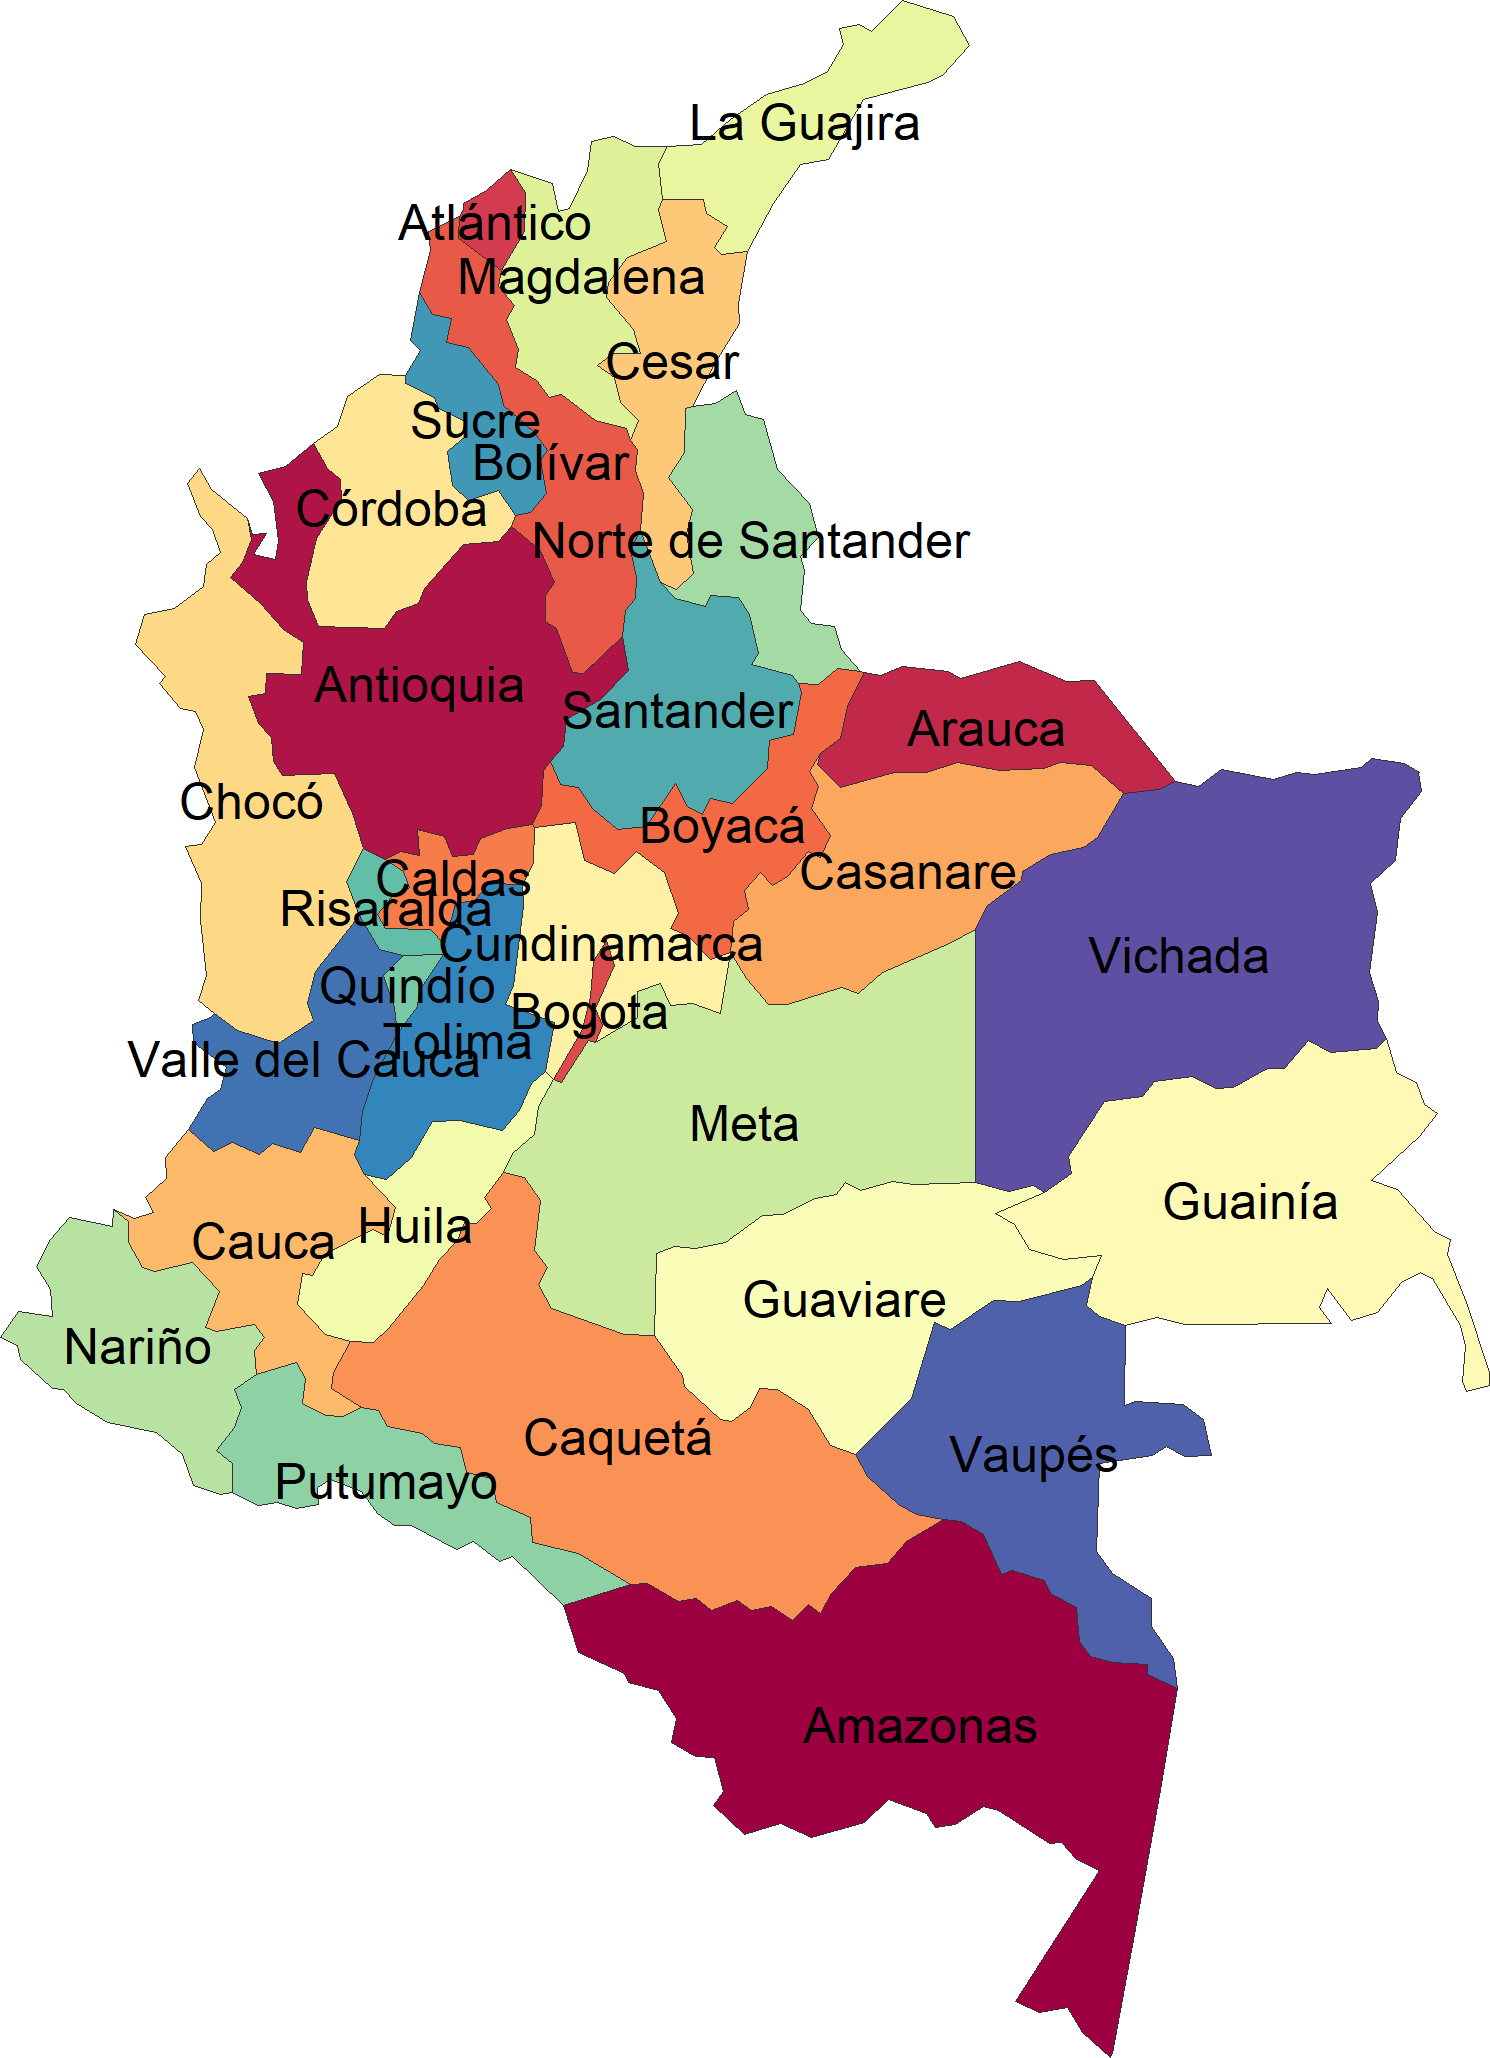 La Guajira
Atlántico
Magdalena
Cesar
Sucre
Bolívar
Córdoba
Norte de Santander
Antioquia
Santander
Arauca
Chocó
Boyacá
Casanare
Caldas
Risaralda
Cundinamarca
Vichada
Quindío
Bogota
Tolima
Valle del Cauca
Meta
Guainía
Huila
Cauca
Guaviare
Nariño
Caquetá
Vaupés
Putumayo
Amazonas